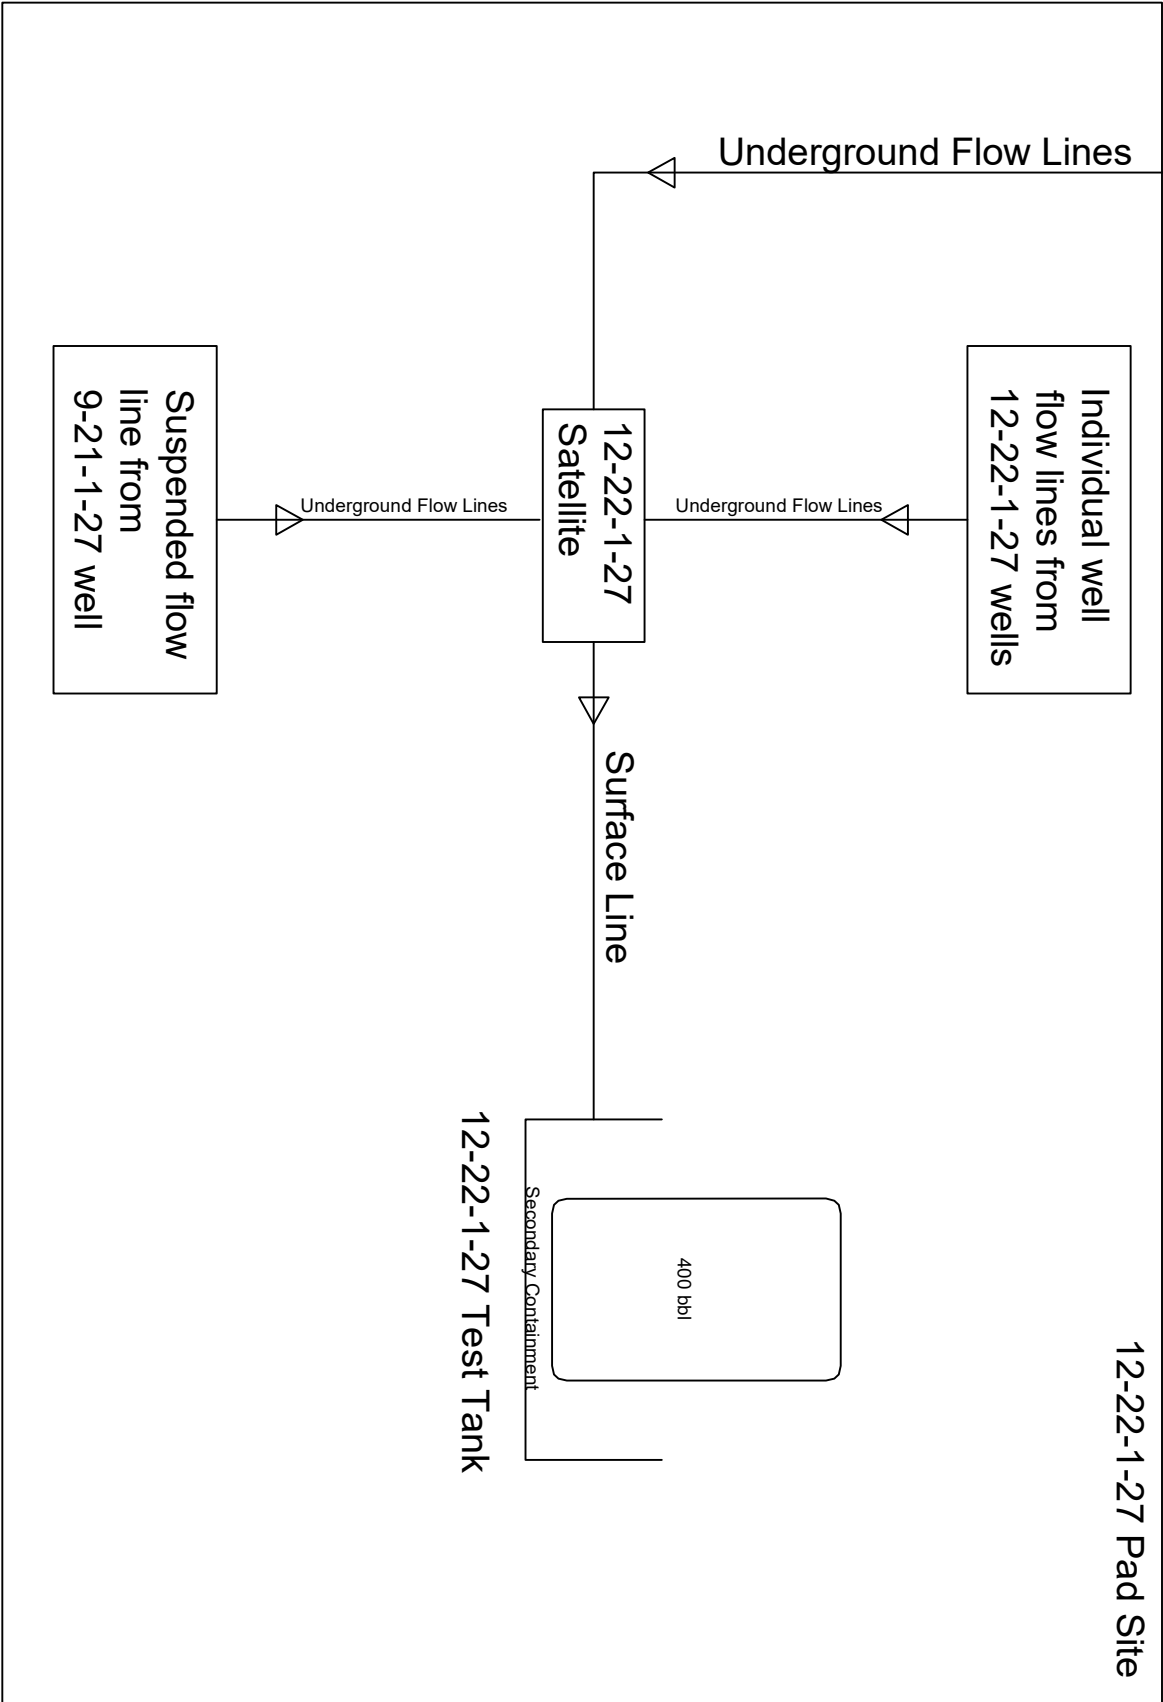 12-22-1-27 Pad Site
Underground Flow Lines
Individual well
flow lines from
12-22-1-27 wells
Underground Flow Lines
12-22-1-27
Satellite
Underground Flow Lines
Suspended flow
line from
9-21-1-27 well
Surface Line
400 bbl
Secondary Containment
12-22-1-27 Test Tank